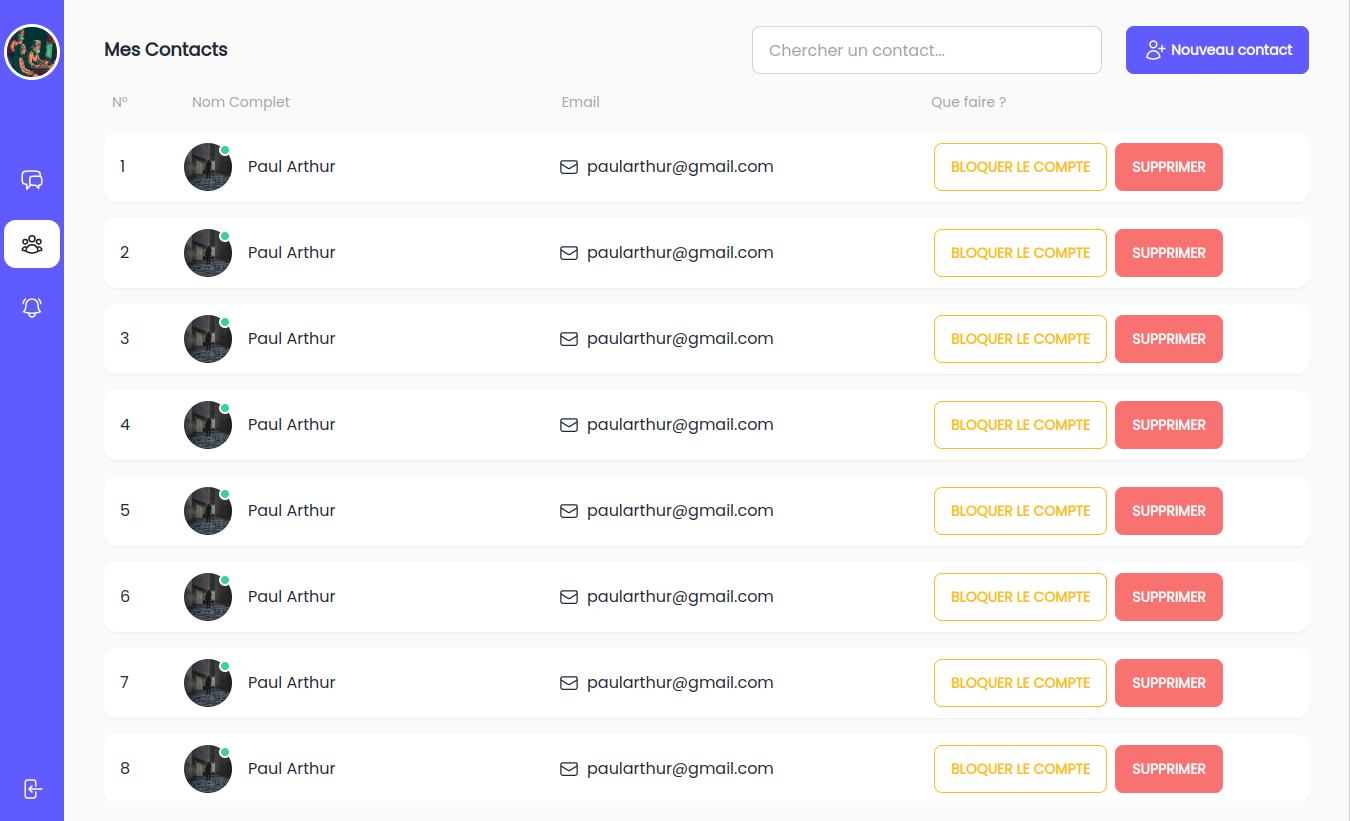 Mes Contacts Chercher un contact... Nouveau contact
N° Nom Complet Email Que faire ?
1 Paul Arthur paularthur@gmail.com BLOQUER LE COMPTE SUPPRIMER
2 Paul Arthur paularthur@gmail.com BLOQUER LE COMPTE SUPPRIMER
3 Paul Arthur paularthur@gmail.com BLOQUER LE COMPTE SUPPRIMER
4 Paul Arthur paularthur@gmail.com BLOQUER LE COMPTE SUPPRIMER
5 Paul Arthur paularthur@gmail.com BLOQUER LE COMPTE SUPPRIMER
6 Paul Arthur paularthur@gmail.com BLOQUER LE COMPTE SUPPRIMER
7 Paul Arthur paularthur@gmail.com BLOQUER LE COMPTE SUPPRIMER
8 Paul Arthur paularthur@gmail.com BLOQUER LE COMPTE SUPPRIMER